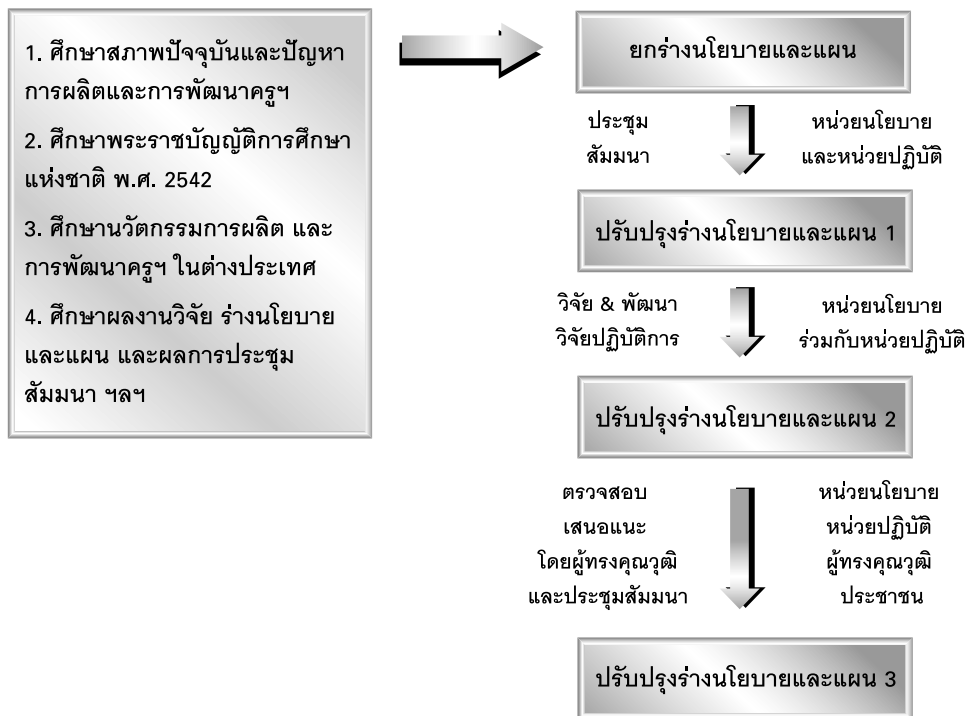 1. ศึกษาสภาพปัจจุบันและปัญหา
การผลิตและการพัฒนาครูฯ
2. ศึกษาพระราชบัญญัติการศึกษา
แห่งชาติ พ.ศ. 2542
3. ศึกษานวัตกรรมการผลิต และ
การพัฒนาครูฯ ในต่างประเทศ
4. ศึกษาผลงานวิจัย ร่างนโยบาย
และแผน และผลการประชุม
สัมมนา ฯลฯ
ยกร่างนโยบายและแผน
ประชุม
สัมมนา
หน่วยนโยบาย
และหน่วยปฏิบัติ
ปรับปรุงร่างนโยบายและแผน 1
วิจัย & พัฒนา
วิจัยปฏิบัติการ
หน่วยนโยบาย
ร่วมกับหน่วยปฏิบัติ
ปรับปรุงร่างนโยบายและแผน 2
ตรวจสอบ
เสนอแนะ
โดยผู้ทรงคุณวุฒิ
และประชุมสัมมนา
หน่วยนโยบาย
หน่วยปฏิบัติ
ผู้ทรงคุณวุฒิ
ประชาชน
ปรับปรุงร่างนโยบายและแผน 3